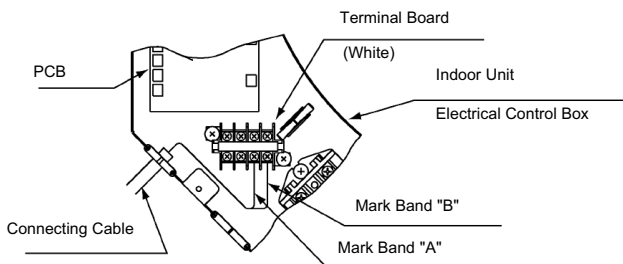 Terminal Board
(White)
PCB
Indoor Unit
Electrical Control Box
Mark Band "B"
Connecting Cable
Mark Band "A"